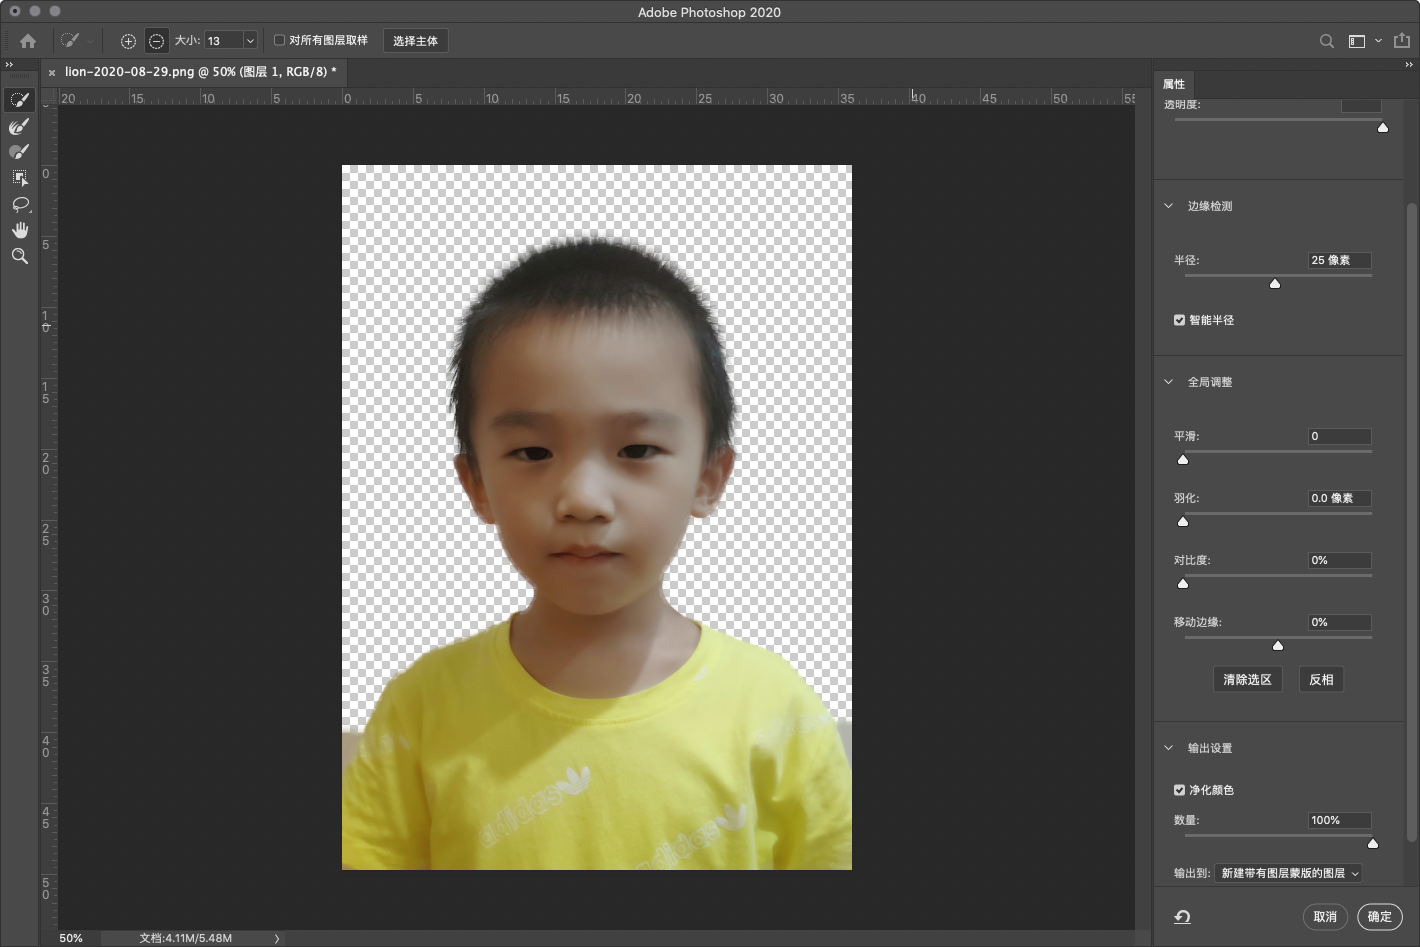 Adobe Photoshop 2020
大小: 13 对所有图层取样 选择主体
lion-2020-08-29.png @ 50% (图层 1, RGB/8) *
属性
20 15 10 5 0 5 10 15 20 25 30 35 40 45 50 55
透明度:
0
5
10
15
20
25
30
35
40
45
50
边缘检测
半径: 25 像素
智能半径
全局调整
平滑: 0
羽化: 0.0 像素
对比度: 0%
移动边缘: 0%
清除选区 反相
输出设置
净化颜色
数量: 100%
输出到: 新建带有图层蒙版的图层
取消 确定
adidas
adidas
50% 文档:4.11M/5.48M